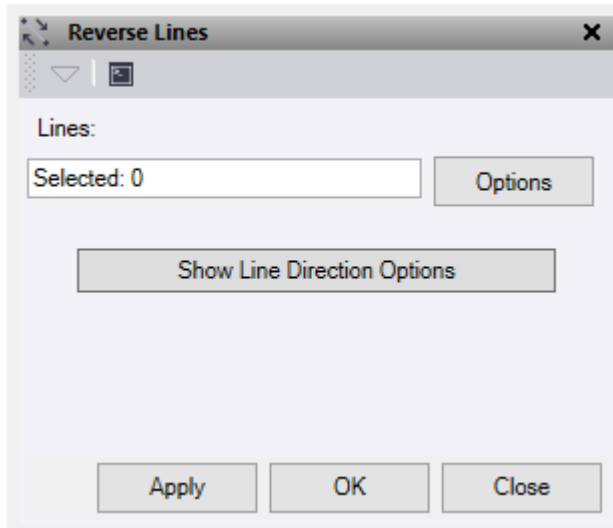 Reverse Lines
Lines:
Selected: 0
Options
Show Line Direction Options
Apply
OK
Close